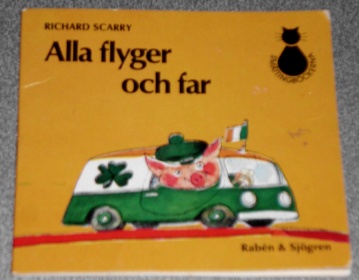 RICHARD SCARRY
Alla flyger
och far
Rabén & Sjögren